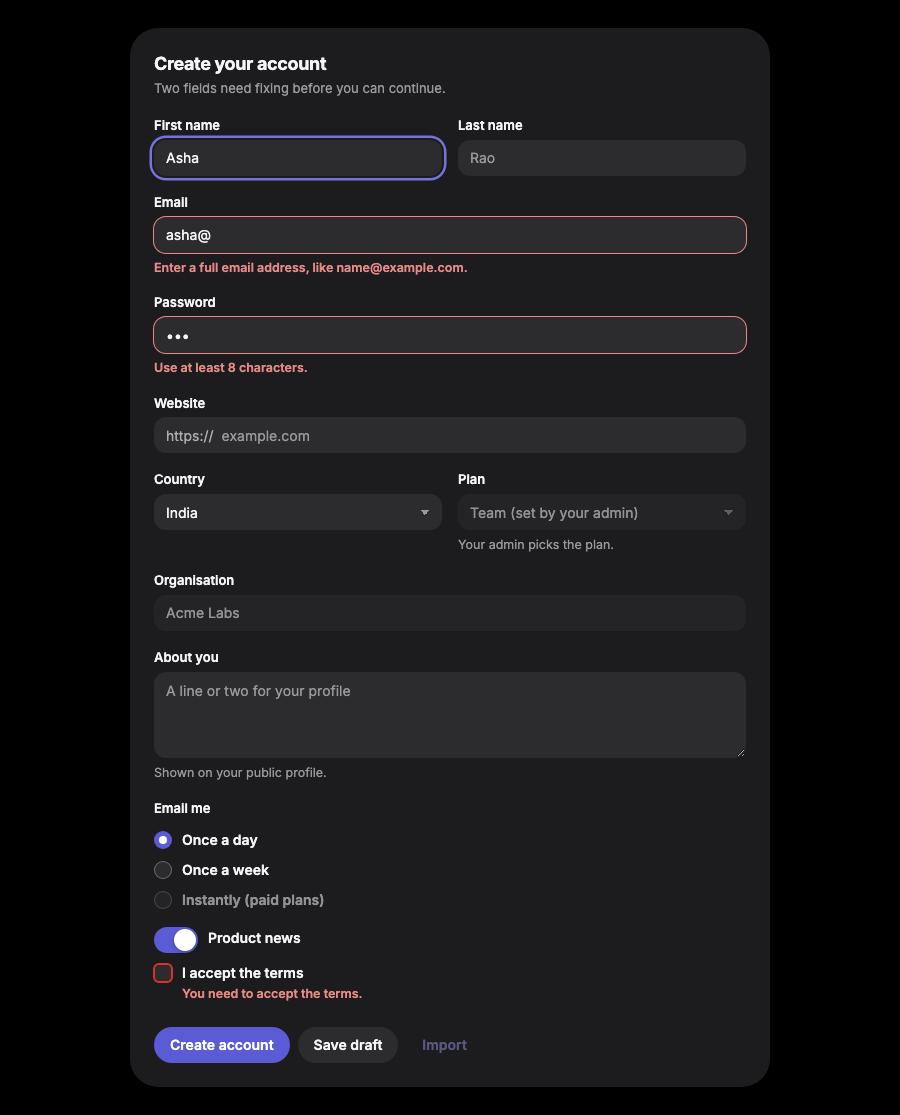 Create your account
Two fields need fixing before you can continue.
First name
Last name
Asha
Rao
Email
asha@
Enter a full email address, like name@example.com.
Password
•••
Use at least 8 characters.
Website
https:// example.com
Country
Plan
India
Team (set by your admin)
Your admin picks the plan.
Organisation
Acme Labs
About you
A line or two for your profile
Shown on your public profile.
Email me
Once a day
Once a week
Instantly (paid plans)
Product news
I accept the terms
You need to accept the terms.
Create account
Save draft
Import